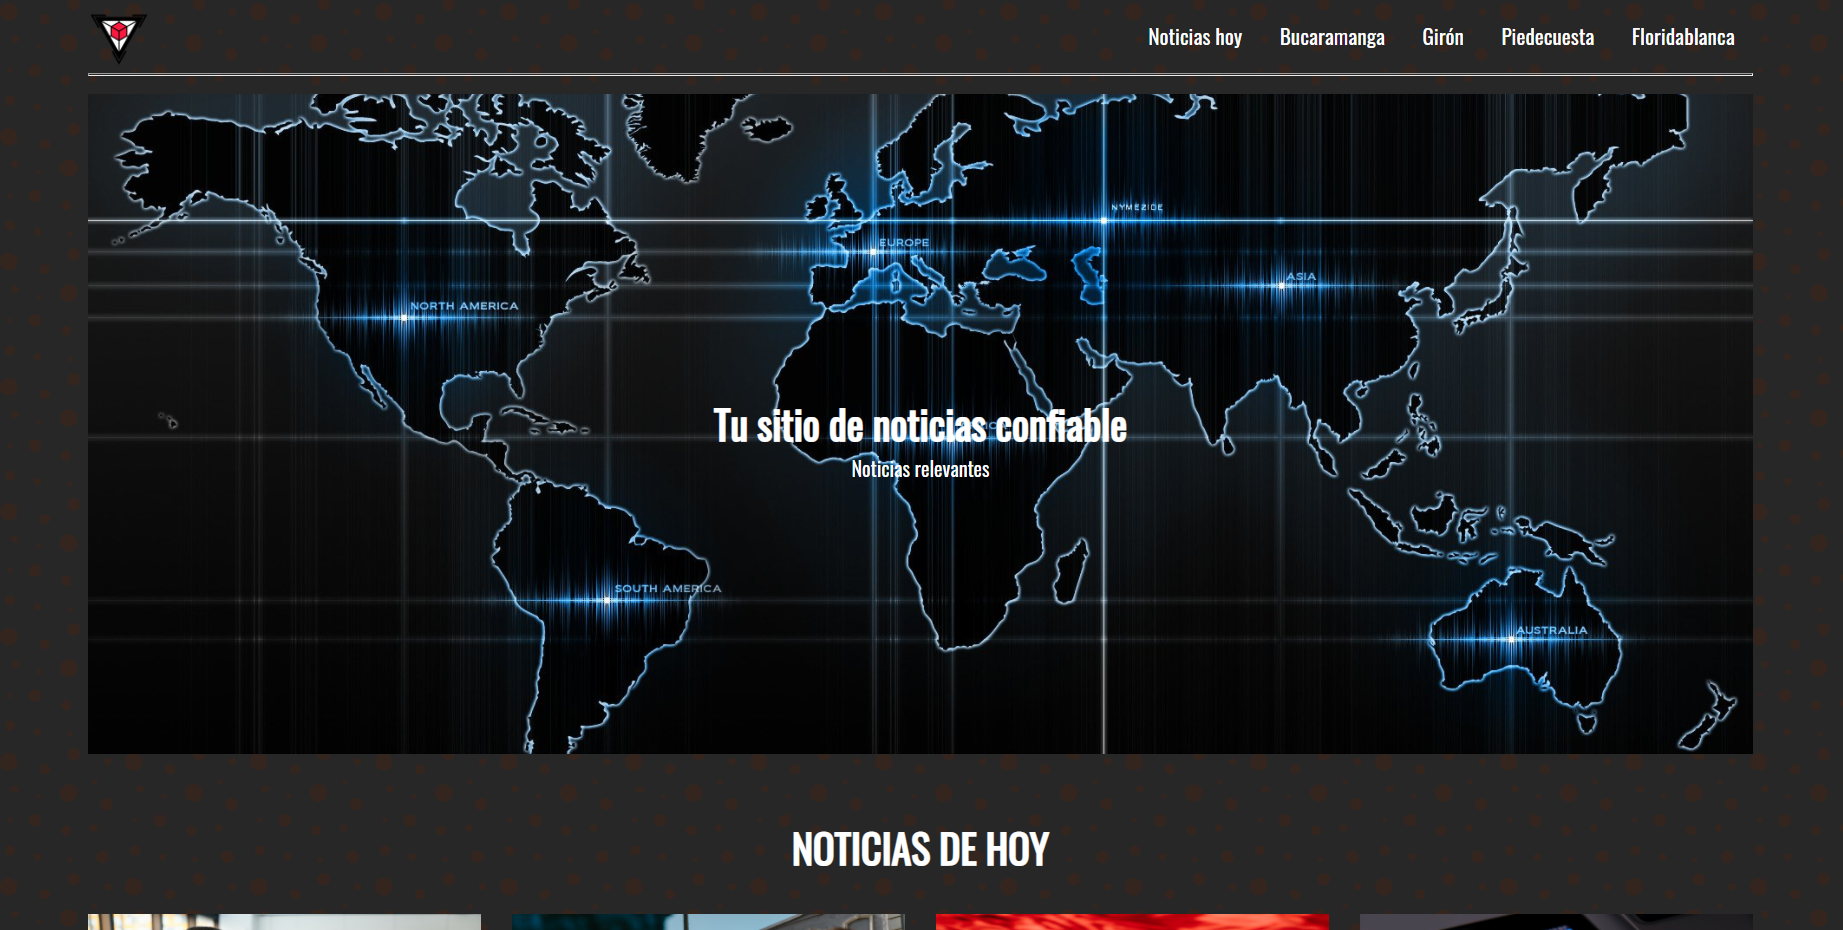 Noticias hoy
Bucaramanga
Girón
Piedecuesta
Floridablanca
NYMEZIDE
EUROPE
ASIA
NORTH AMERICA
Tu sitio de noticias confiable
Noticias relevantes
SOUTH AMERICA
AUSTRALIA
NOTICIAS DE HOY